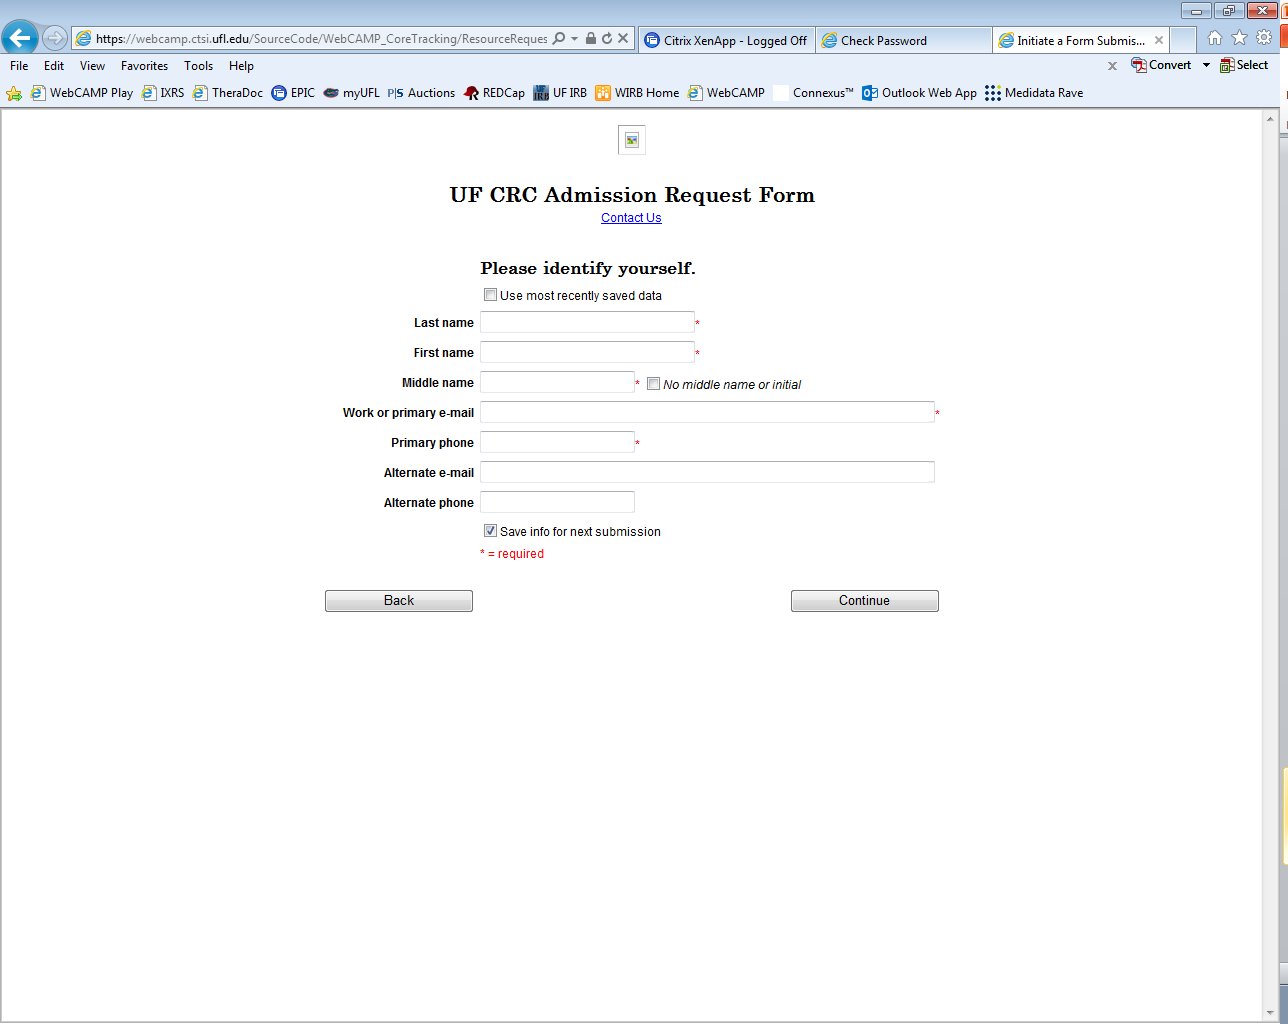 https://webcamp.ctsi.ufl.edu/SourceCode/WebCAMP_CoreTracking/ResourceReques
Citrix XenApp - Logged Off
Check Password
Initiate a Form Submis...
File Edit View Favorites Tools Help
Convert Select
WebCAMP Play IXRS TheraDoc EPIC myUFL P|S Auctions REDCap UF IRB WIRB Home WebCAMP Connexus™ Outlook Web App Medidata Rave
UF CRC Admission Request Form
Contact Us
Please identify yourself.
Use most recently saved data
Last name *
First name *
Middle name * No middle name or initial
Work or primary e-mail *
Primary phone *
Alternate e-mail
Alternate phone
Save info for next submission
* = required
Back Continue